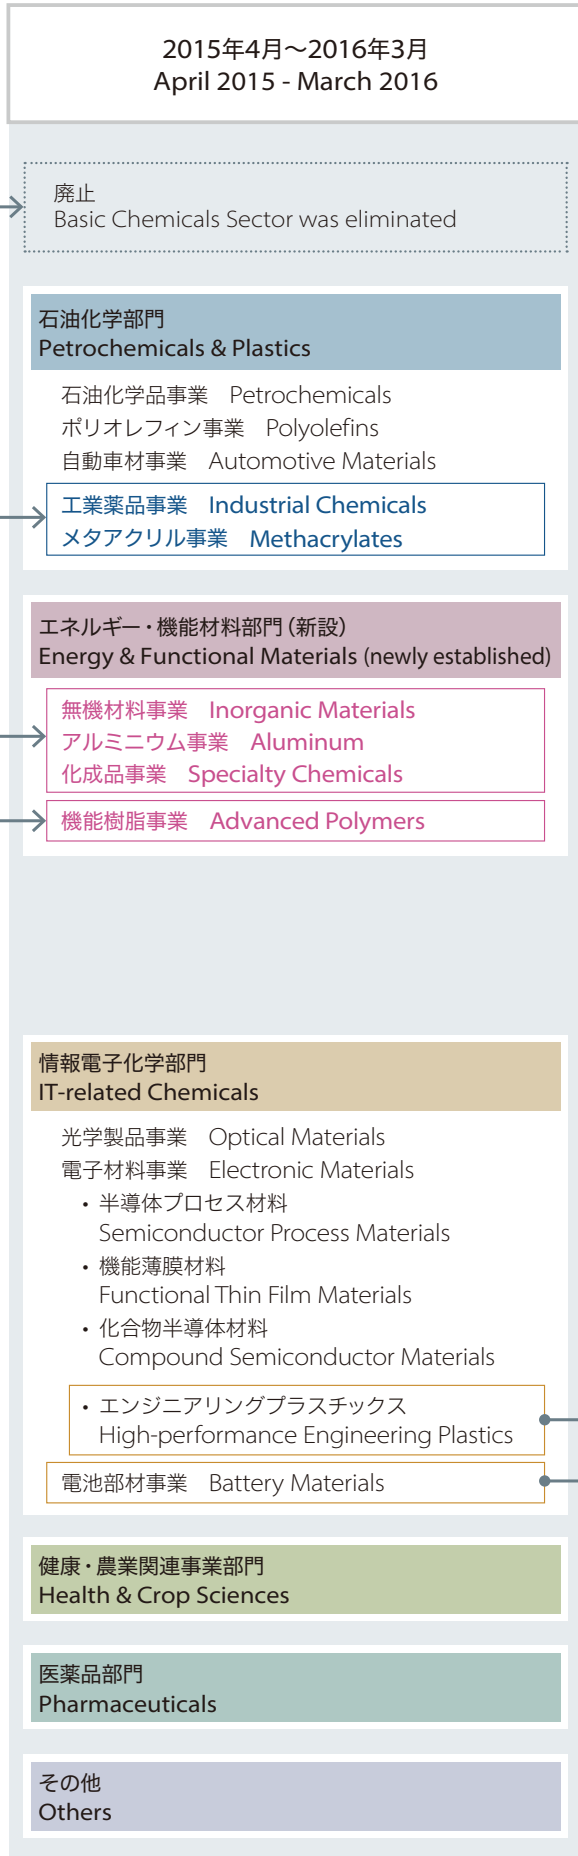 2015年4月〜2016年3月
April 2015 - March 2016
廃止
Basic Chemicals Sector was eliminated
石油化学部門
Petrochemicals & Plastics
石油化学品事業　Petrochemicals
ポリオレフィン事業　Polyolefins
自動車材事業　Automotive Materials
工業薬品事業　Industrial Chemicals
メタアクリル事業　Methacrylates
エネルギー・機能材料部門（新設）
Energy & Functional Materials (newly established)
無機材料事業　Inorganic Materials
アルミニウム事業　Aluminum
化成品事業　Specialty Chemicals
機能樹脂事業　Advanced Polymers
情報電子化学部門
IT-related Chemicals
光学製品事業　Optical Materials
電子材料事業　Electronic Materials
・半導体プロセス材料
Semiconductor Process Materials
・機能薄膜材料
Functional Thin Film Materials
・化合物半導体材料
Compound Semiconductor Materials
・エンジニアリングプラスチックス
High-performance Engineering Plastics
電池部材事業　Battery Materials
健康・農業関連事業部門
Health & Crop Sciences
医薬品部門
Pharmaceuticals
その他
Others